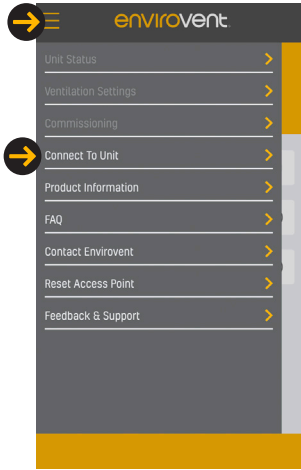 envirovent
Unit Status
Ventilation Settings
Commissioning
Connect To Unit
Product Information
FAQ
Contact Envirovent
Reset Access Point
Feedback & Support